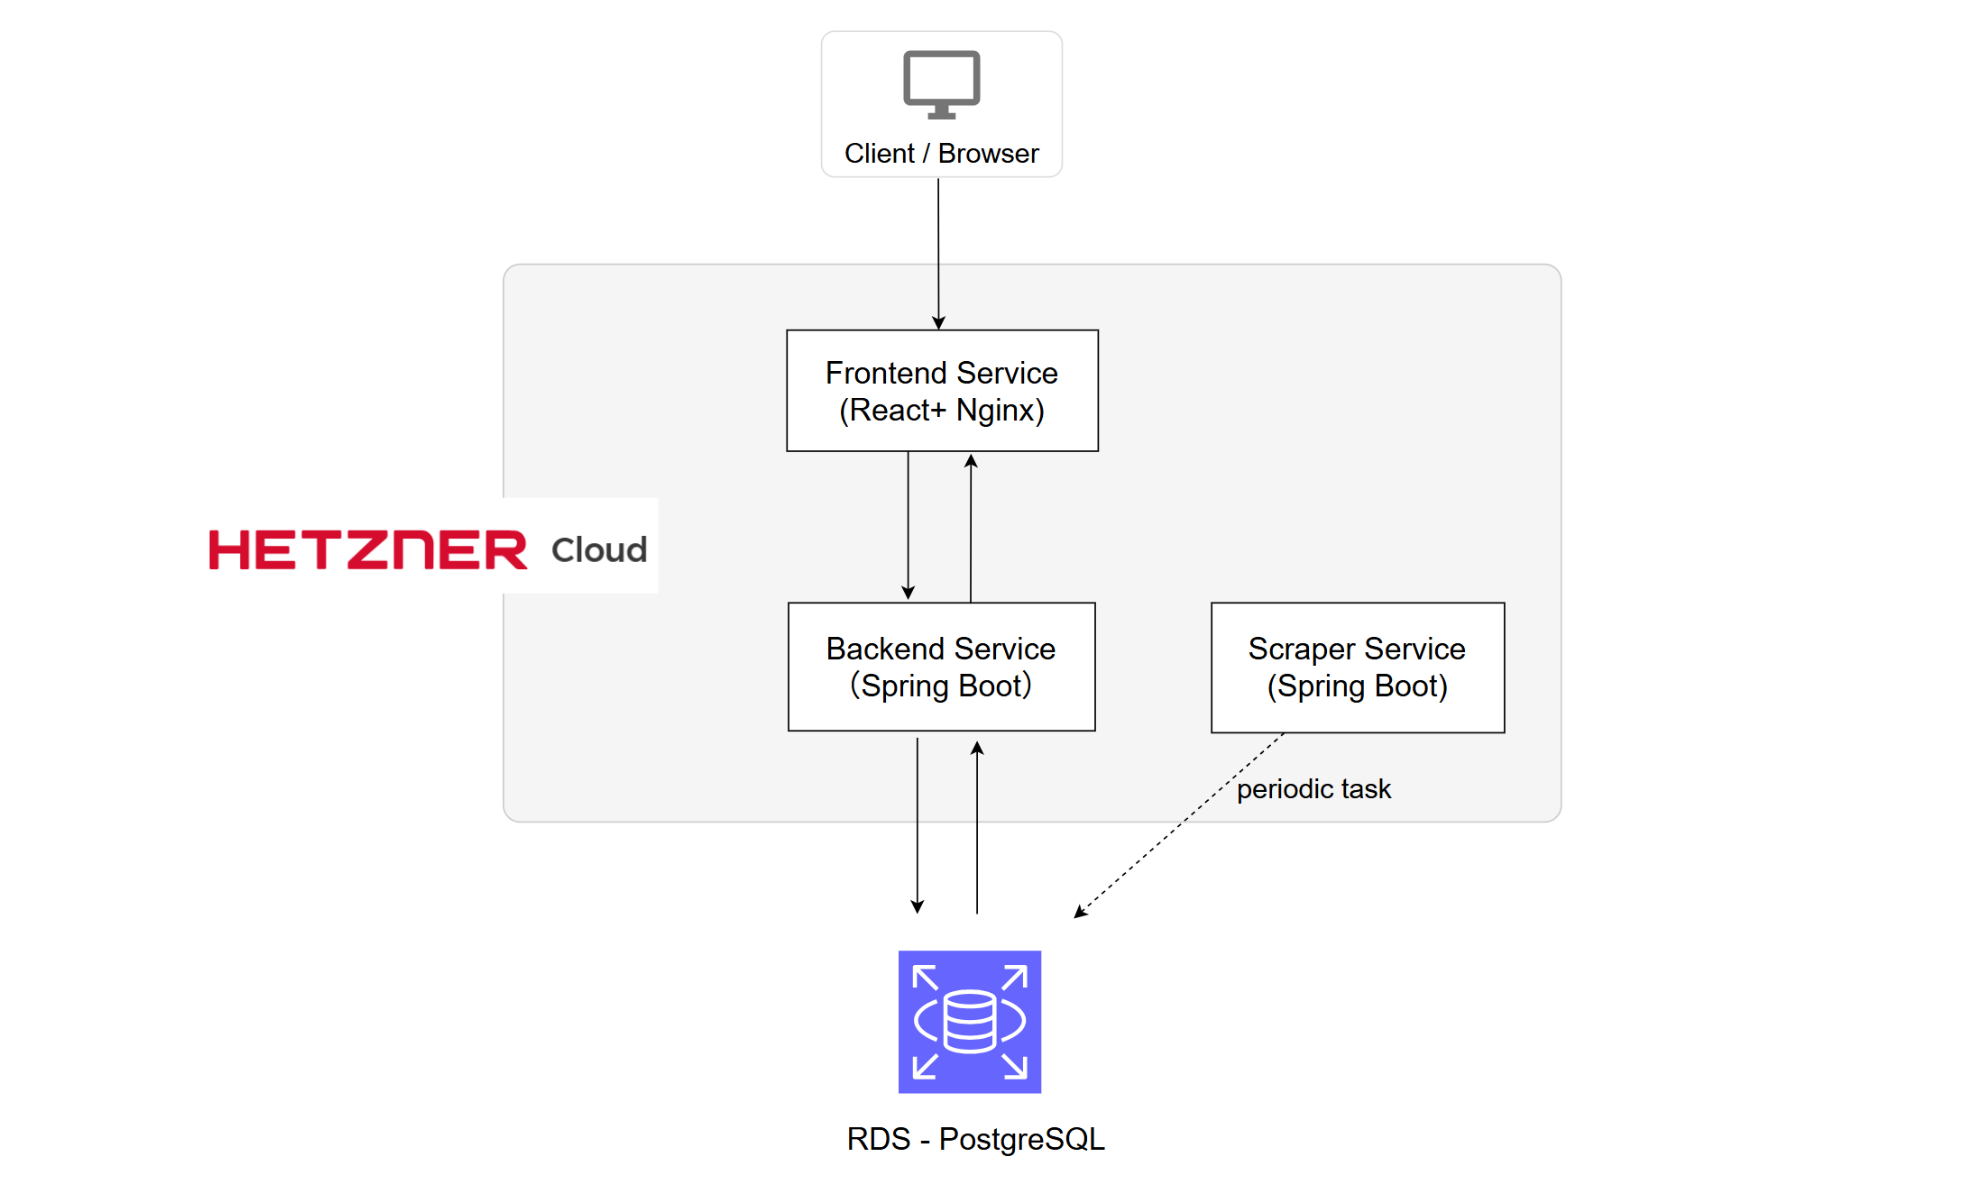 Client / Browser
Frontend Service
(React+ Nginx)
HETZNER Cloud
Backend Service
（Spring Boot）
Scraper Service
(Spring Boot)
periodic task
RDS - PostgreSQL